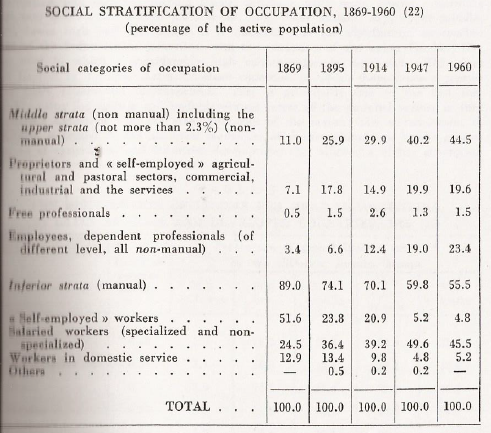 SOCIAL STRATIFICATION OF OCCUPATION, 1869-1960 (22)
(percentage of the active population)
Social categories of occupation 1869 1895 1914 1947 1960
Middle strata (non manual) including the
upper strata (not more than 2.3%) (non-
manual) . . . . . . . . . . 11.0 25.9 29.9 40.2 44.5
Proprietors and « self-employed » agricul-
tural and pastoral sectors, commercial,
industrial and the services . . . . . 7.1 17.8 14.9 19.9 19.6
Free professionals . . . . . . . . . 0.5 1.5 2.6 1.3 1.5
Employees, dependent professionals (of
different level, all non-manual) . . . 3.4 6.6 12.4 19.0 23.4
Inferior strata (manual) . . . . . . . 89.0 74.1 70.1 59.8 55.5
« Self-employed » workers . . . . . . 51.6 23.8 20.9 5.2 4.8
Salaried workers (specialized and non-
specialized) . . . . . . . . . 24.5 36.4 39.2 49.6 45.5
Workers in domestic service . . . . . 12.9 13.4 9.8 4.8 5.2
Others . . . . . . . . . . . . — 0.5 0.2 0.2 —
TOTAL . . . 100.0 100.0 100.0 100.0 100.0